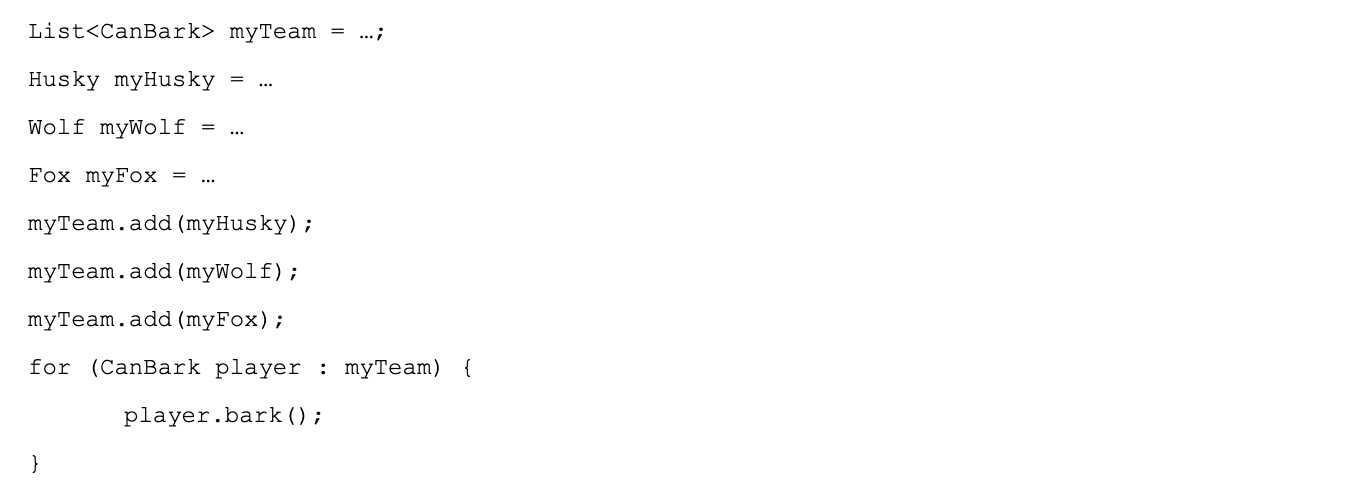 List<CanBark> myTeam = …;
Husky myHusky = …
Wolf myWolf = …
Fox myFox = …
myTeam.add(myHusky);
myTeam.add(myWolf);
myTeam.add(myFox);
for (CanBark player : myTeam) {
player.bark();
}